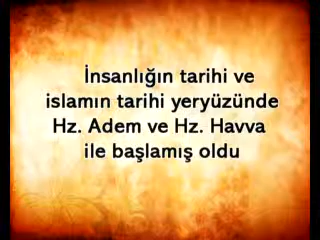 İnsanlığın tarihi ve
islamın tarihi yeryüzünde
Hz. Adem ve Hz. Havva
ile başlamış oldu